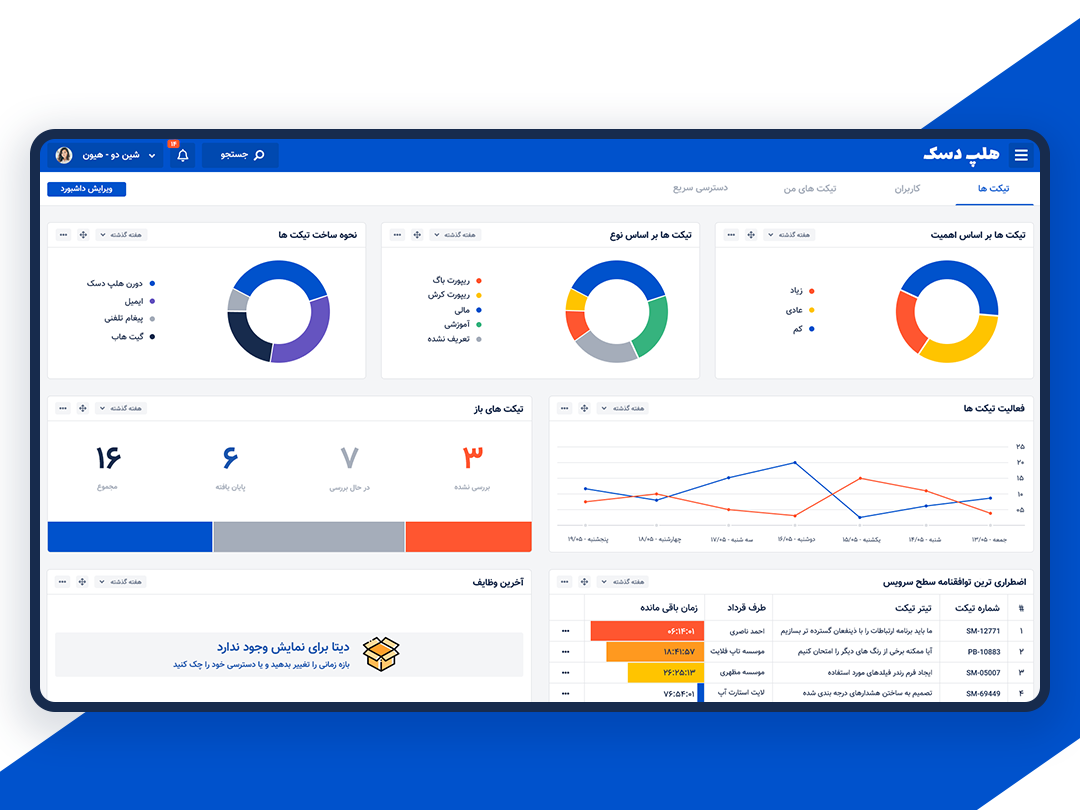 هلپ دسک
جستجو
۱۴
شین دو - هیون
تیکت ها
کاربران
تیکت های من
دسترسی سریع
ویرایش داشبورد
تیکت ها بر اساس اهمیت
هفته گذشته
زیاد
عادی
کم
تیکت ها بر اساس نوع
هفته گذشته
ریپورت باگ
ریپورت کرش
مالی
آموزشی
تعریف نشده
نحوه ساخت تیکت ها
هفته گذشته
دورن هلپ دسک
ایمیل
پیغام تلفنی
گیت هاب
فعالیت تیکت ها
هفته گذشته
۲۵
۲۰
۱۵
۱۰
۰۵
جمعه - ۱۳/۰۵
شنبه - ۱۴/۰۵
یکشنبه - ۱۵/۰۵
دوشنبه - ۱۶/۰۵
سه شنبه - ۱۷/۰۵
چهارشنبه - ۱۸/۰۵
پنجشنبه - ۱۹/۰۵
تیکت های باز
هفته گذشته
۳
بررسی نشده
۷
در حال بررسی
۶
پایان یافته
۱۶
مجموع
اضطراری ترین توافقنامه سطح سرویس
هفته گذشته
# شماره تیکت تیتر تیکت طرف قرداد زمان باقی مانده
۱ SM-12771 ما باید برنامه ارتباطات را با ذینفعان گسترده تر بسازیم احمد ناصری ۰۶:۱۴:۰۱
۲ PB-10883 آیا ممکنه برخی از رنگ های دیگر را امتحان کنیم موسسه تاپ فلایت ۱۸:۴۱:۵۷
۳ SM-05007 ایجاد فرم رندر فیلدهای مورد استفاده موسسه مظهری ۲۶:۲۵:۱۳
۴ SM-69449 تصمیم به ساختن هشدارهای درجه بندی شده لایت استارت آپ ۷۶:۵۴:۰۱
آخرین وظایف
هفته گذشته
دیتا برای نمایش وجود ندارد
بازه زمانی را تغییر بدهید و یا دسترسی خود را چک کنید